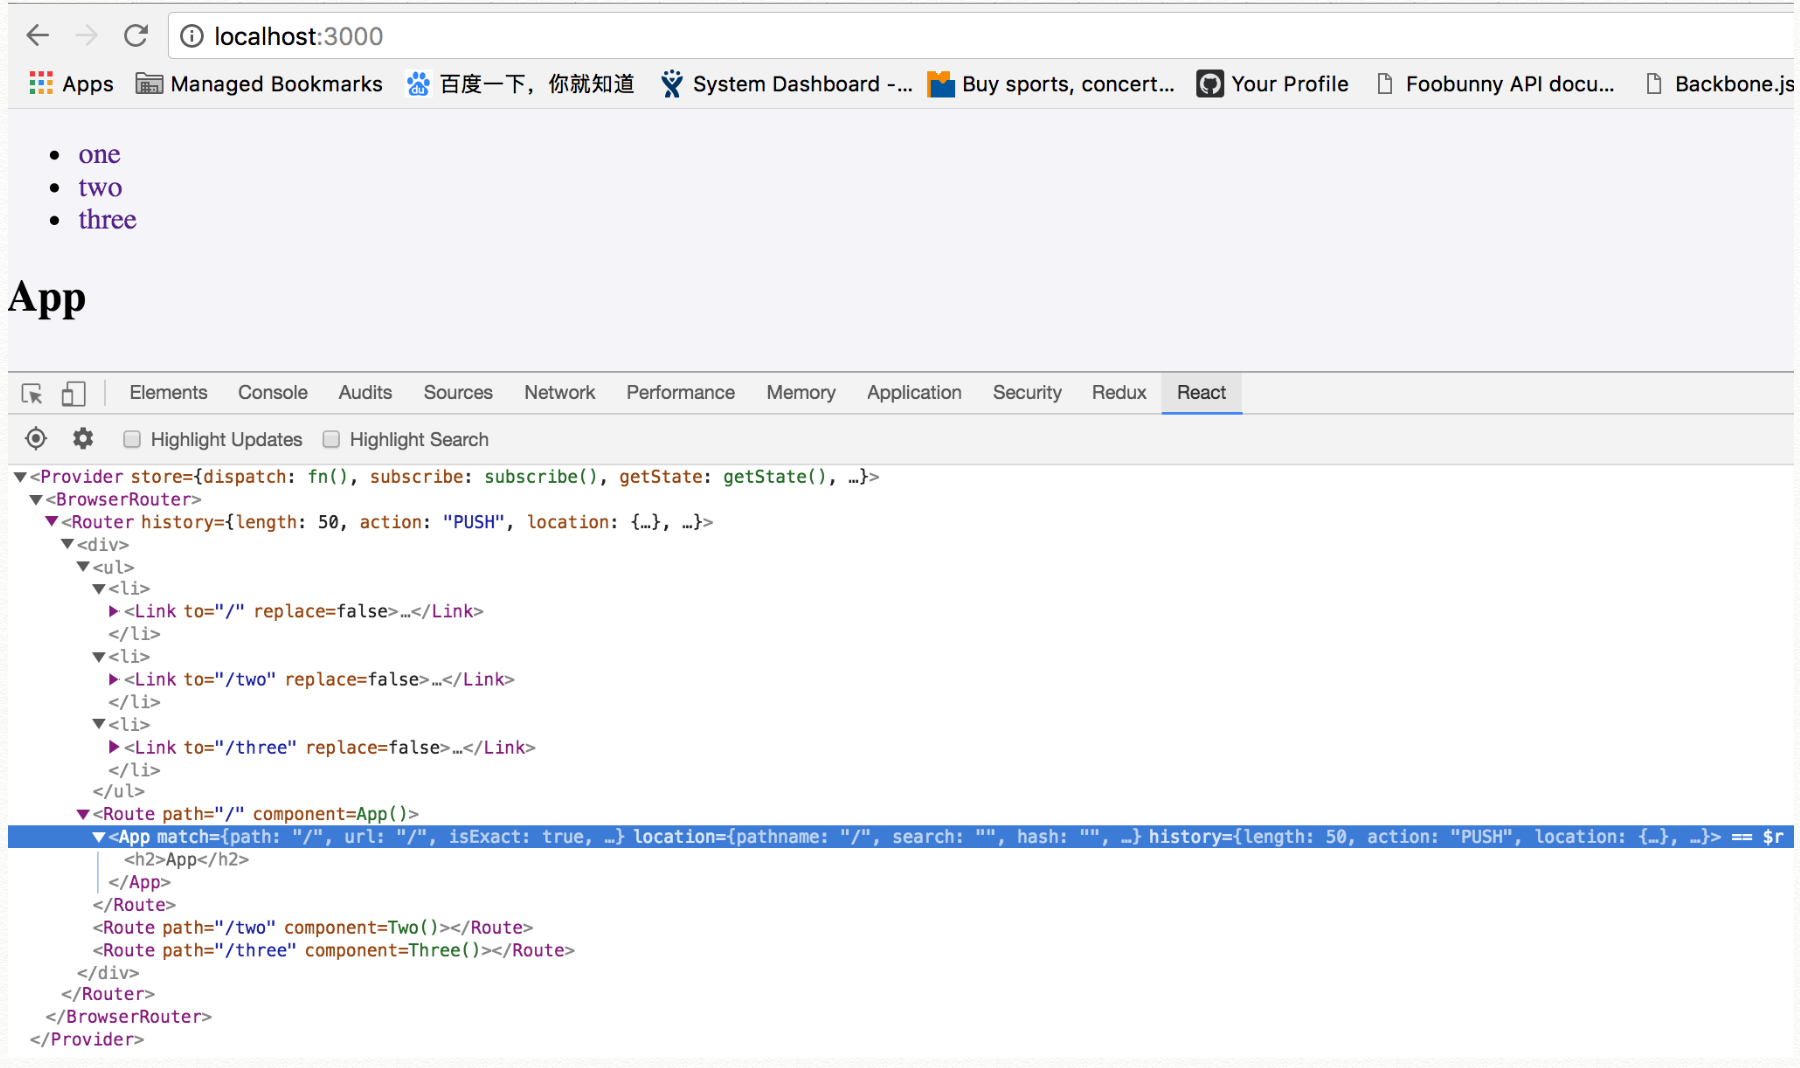 localhost:3000
Apps Managed Bookmarks 百度一下，你就知道 System Dashboard -... Buy sports, concert... Your Profile Foobunny API docu... Backbone.js
one
two
three
App
Elements Console Audits Sources Network Performance Memory Application Security Redux React
Highlight Updates Highlight Search
<Provider store={dispatch: fn(), subscribe: subscribe(), getState: getState(), …}>
<BrowserRouter>
<Router history={length: 50, action: "PUSH", location: {…}, …}>
<div>
<ul>
<li>
<Link to="/" replace=false>…</Link>
</li>
<li>
<Link to="/two" replace=false>…</Link>
</li>
<li>
<Link to="/three" replace=false>…</Link>
</li>
</ul>
<Route path="/" component=App()>
<App match={path: "/", url: "/", isExact: true, …} location={pathname: "/", search: "", hash: "", …} history={length: 50, action: "PUSH", location: {…}, …}> == $r
<h2>App</h2>
</App>
</Route>
<Route path="/two" component=Two()></Route>
<Route path="/three" component=Three()></Route>
</div>
</Router>
</BrowserRouter>
</Provider>